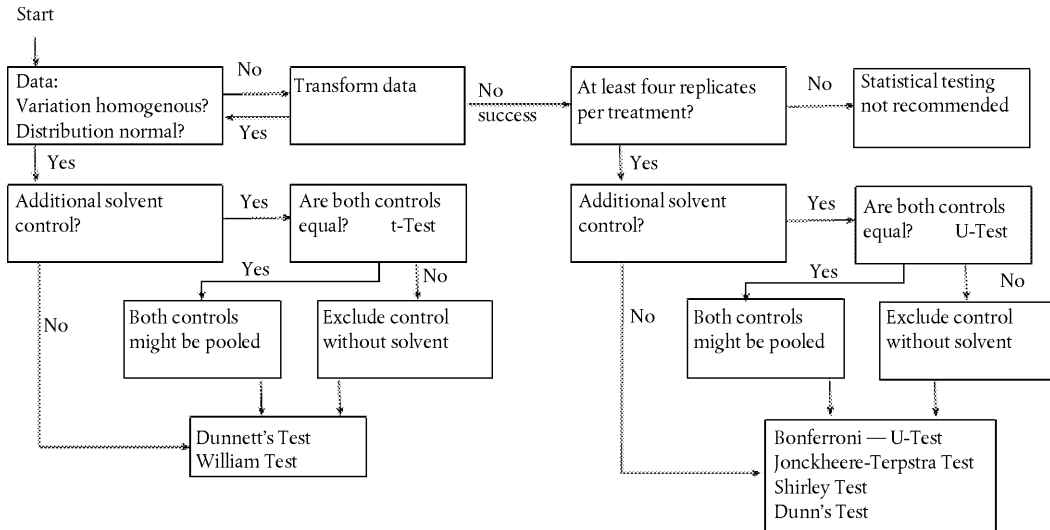 Start
Data:
Variation homogenous?
Distribution normal?
No
Yes
Transform data
No
success
At least four replicates
per treatment?
No
Statistical testing
not recommended
Yes
Additional solvent
control?
Yes
Are both controls
equal? t-Test
Yes
No
No
Both controls
might be pooled
Exclude control
without solvent
Dunnett's Test
William Test
Yes
Additional solvent
control?
Yes
Are both controls
equal? U-Test
Yes
No
No
Both controls
might be pooled
Exclude control
without solvent
Bonferroni — U-Test
Jonckheere-Terpstra Test
Shirley Test
Dunn's Test